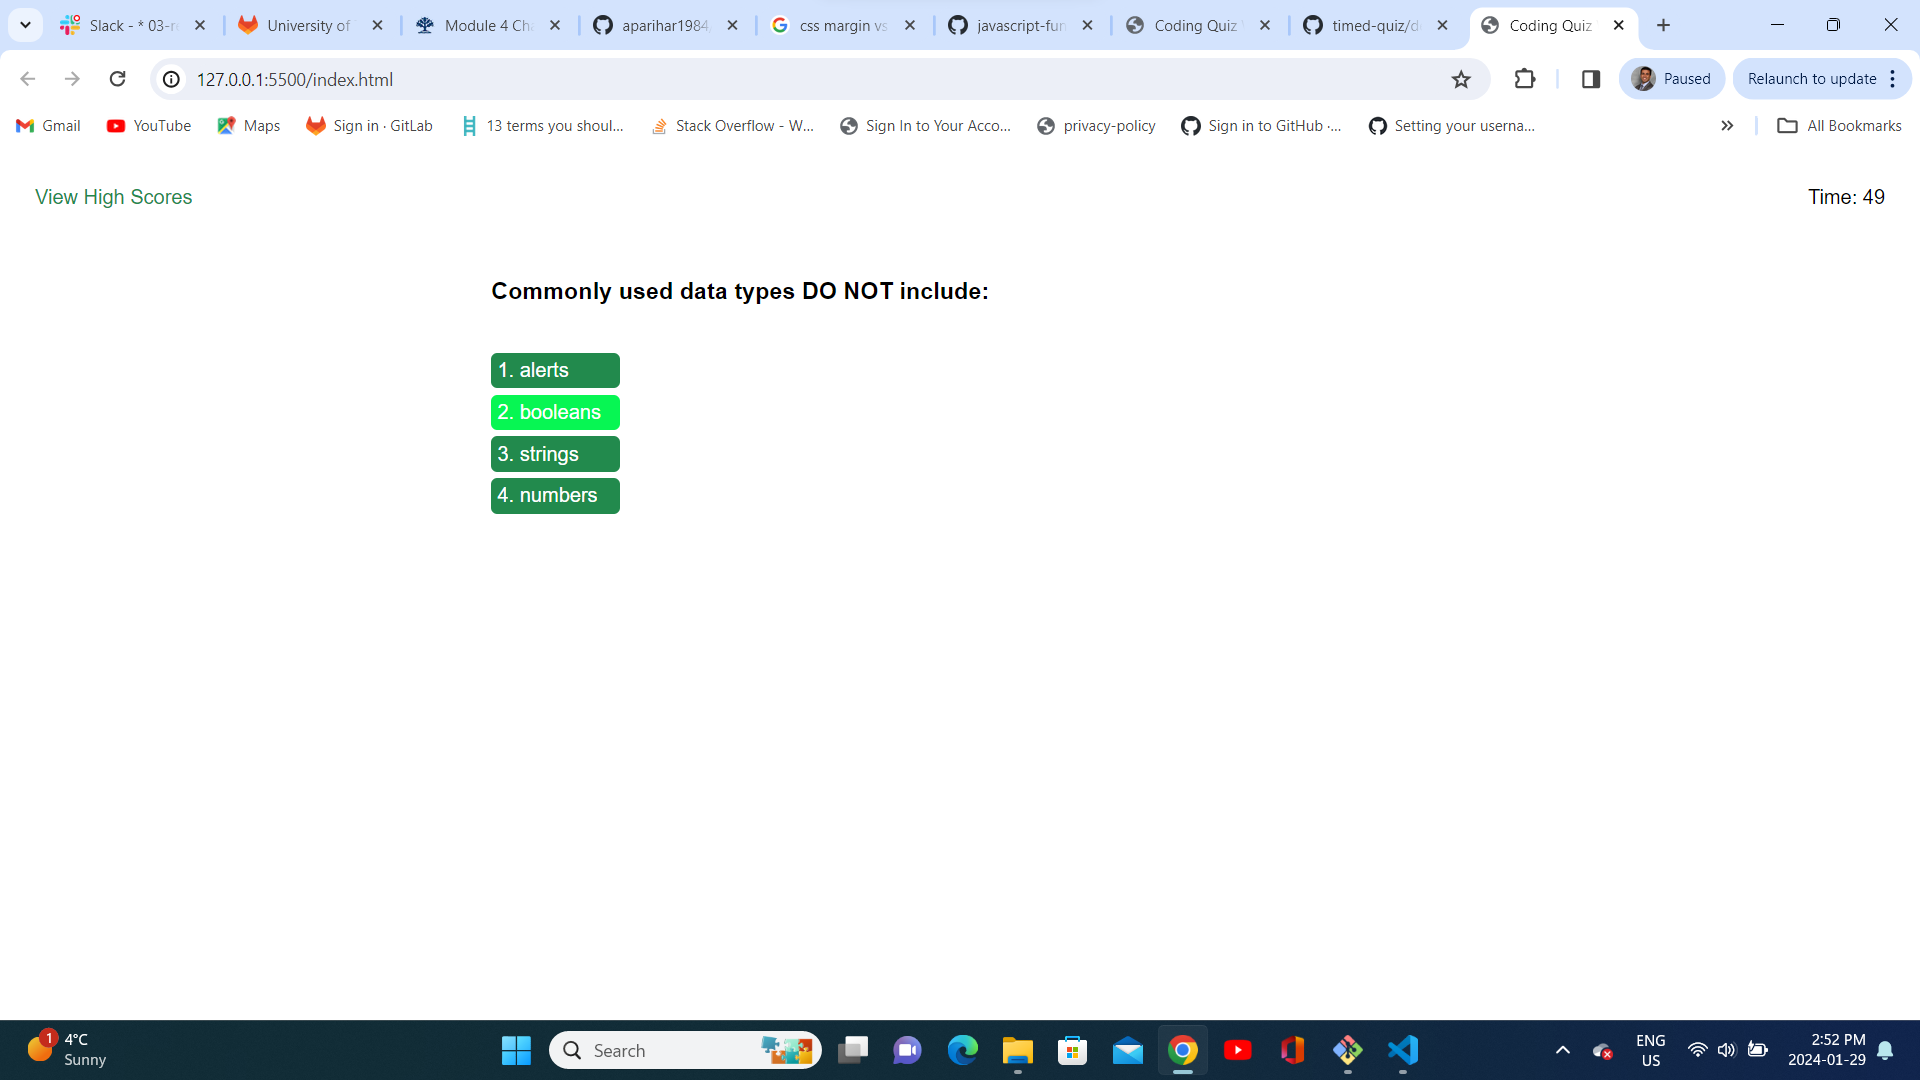 Slack - * 03-r
University of
Module 4 Cha
aparihar1984
css margin vs
javascript-fun
Coding Quiz
timed-quiz/d
Coding Quiz
127.0.0.1:5500/index.html
Paused
Relaunch to update
Gmail
YouTube
Maps
Sign in · GitLab
13 terms you shoul...
Stack Overflow - W...
Sign In to Your Acco...
privacy-policy
Sign in to GitHub ·...
Setting your userna...
All Bookmarks
View High Scores
Time: 49
Commonly used data types DO NOT include:
1. alerts
2. booleans
3. strings
4. numbers
1
4°C
Sunny
Search
ENG
US
2:52 PM
2024-01-29